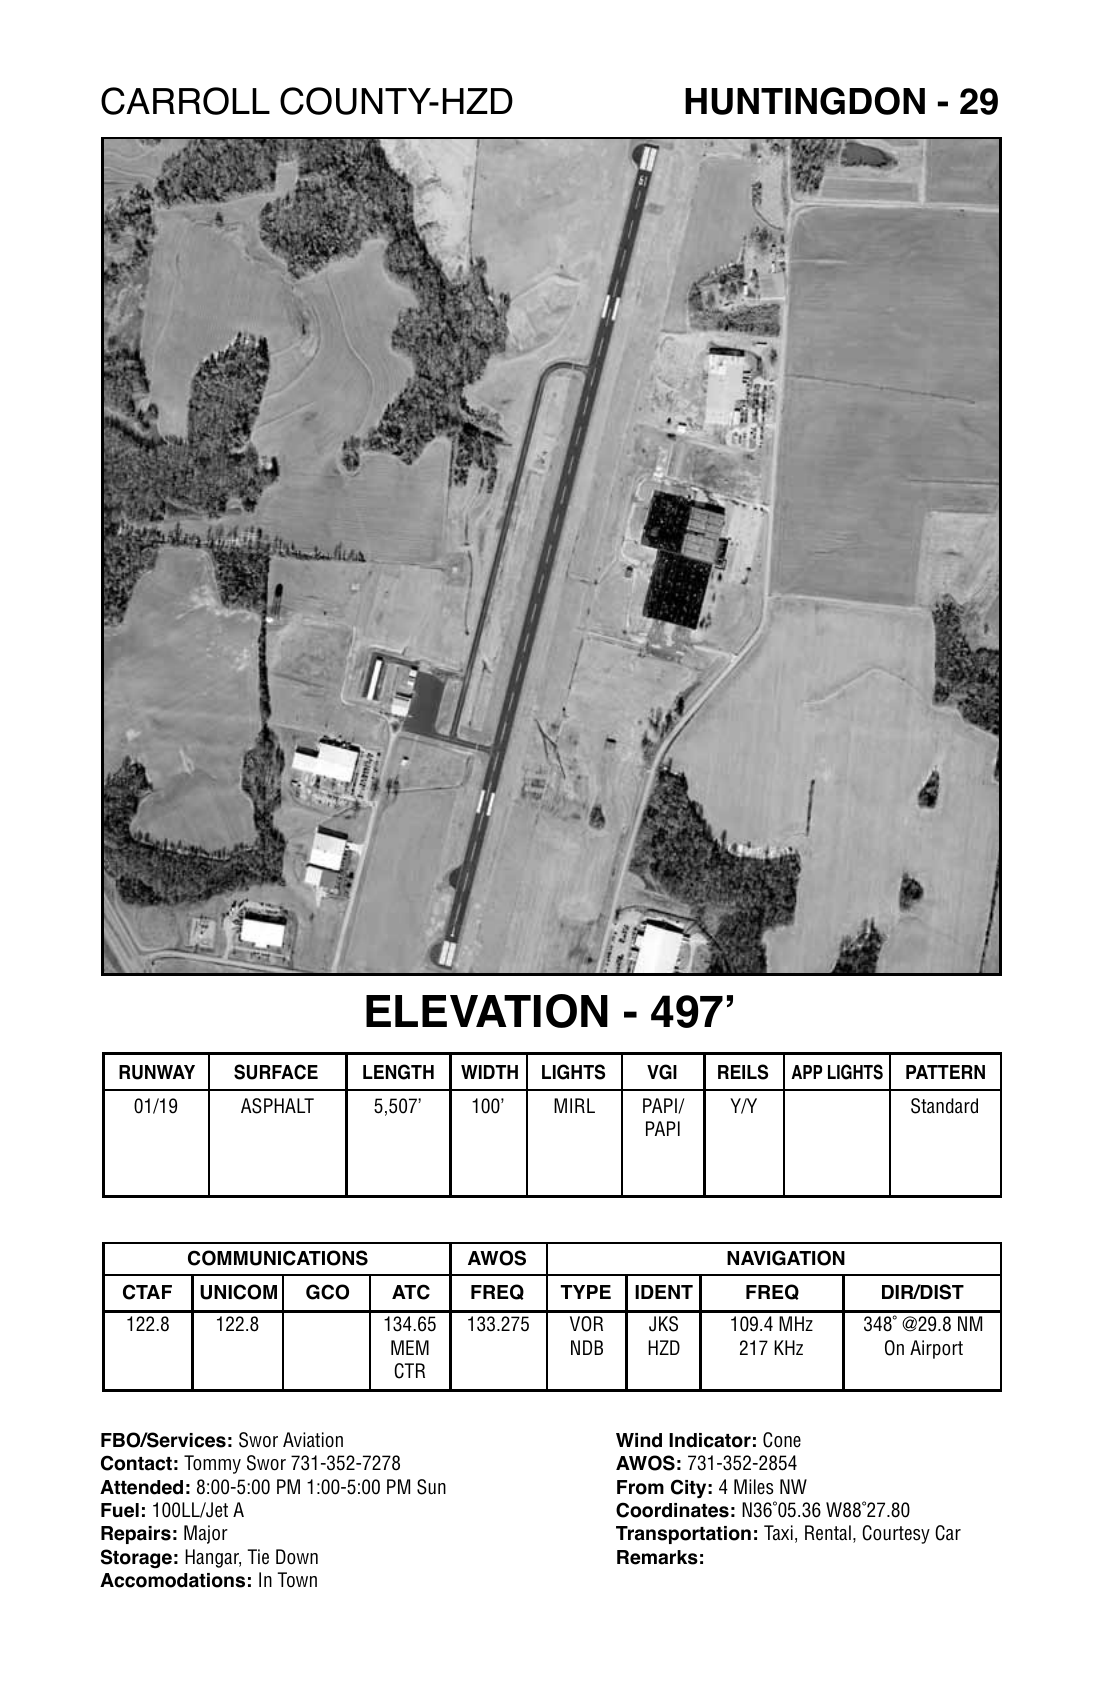 CARROLL COUNTY-HZD HUNTINGDON - 29
19
ELEVATION - 497’
RUNWAY SURFACE LENGTH WIDTH LIGHTS VGI REILS APP LIGHTS PATTERN
01/19 ASPHALT 5,507’ 100’ MIRL PAPI/ Y/Y Standard
PAPI
COMMUNICATIONS AWOS NAVIGATION
CTAF UNICOM GCO ATC FREQ TYPE IDENT FREQ DIR/DIST
122.8 122.8 134.65 133.275 VOR JKS 109.4 MHz 348˚ @29.8 NM
MEM NDB HZD 217 KHz On Airport
CTR
FBO/Services: Swor Aviation
Contact: Tommy Swor 731-352-7278
Attended: 8:00-5:00 PM 1:00-5:00 PM Sun
Fuel: 100LL/Jet A
Repairs: Major
Storage: Hangar, Tie Down
Accomodations: In Town
Wind Indicator: Cone
AWOS: 731-352-2854
From City: 4 Miles NW
Coordinates: N36˚05.36 W88˚27.80
Transportation: Taxi, Rental, Courtesy Car
Remarks: